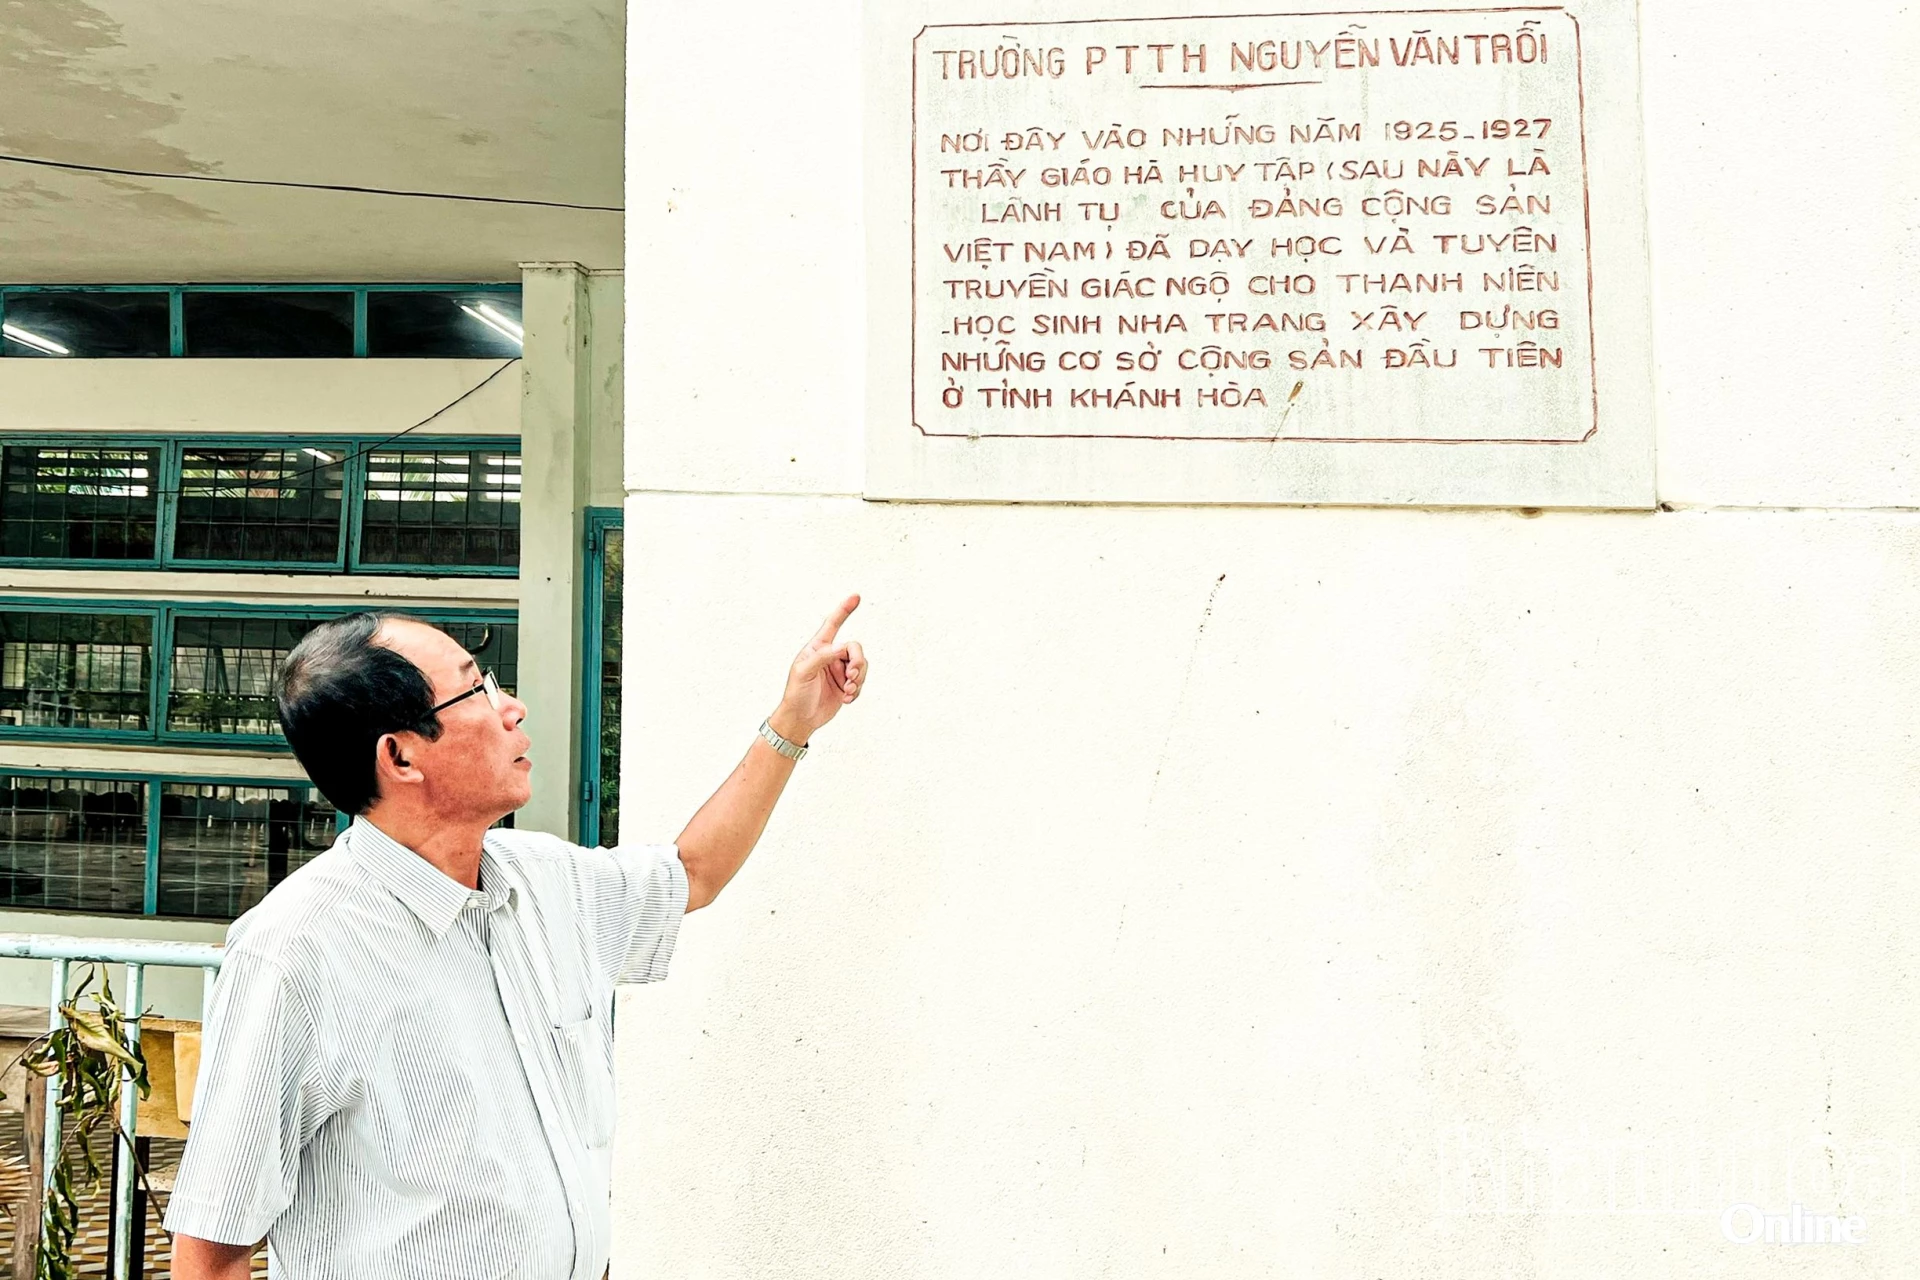 TRƯỜNG PTTH NGUYỄN VĂN TRỖI
NƠI ĐÂY VÀO NHỮNG NĂM 1925-1927
THẦY GIÁO HÀ HUY TẬP (SAU NÀY LÀ
LÃNH TỤ CỦA ĐẢNG CỘNG SẢN
VIỆT NAM) ĐÃ DẠY HỌC VÀ TUYÊN
TRUYỀN GIÁC NGỘ CHO THANH NIÊN
-HỌC SINH NHA TRANG XÂY DỰNG
NHỮNG CƠ SỞ CỘNG SẢN ĐẦU TIÊN
Ở TỈNH KHÁNH HÒA
Online